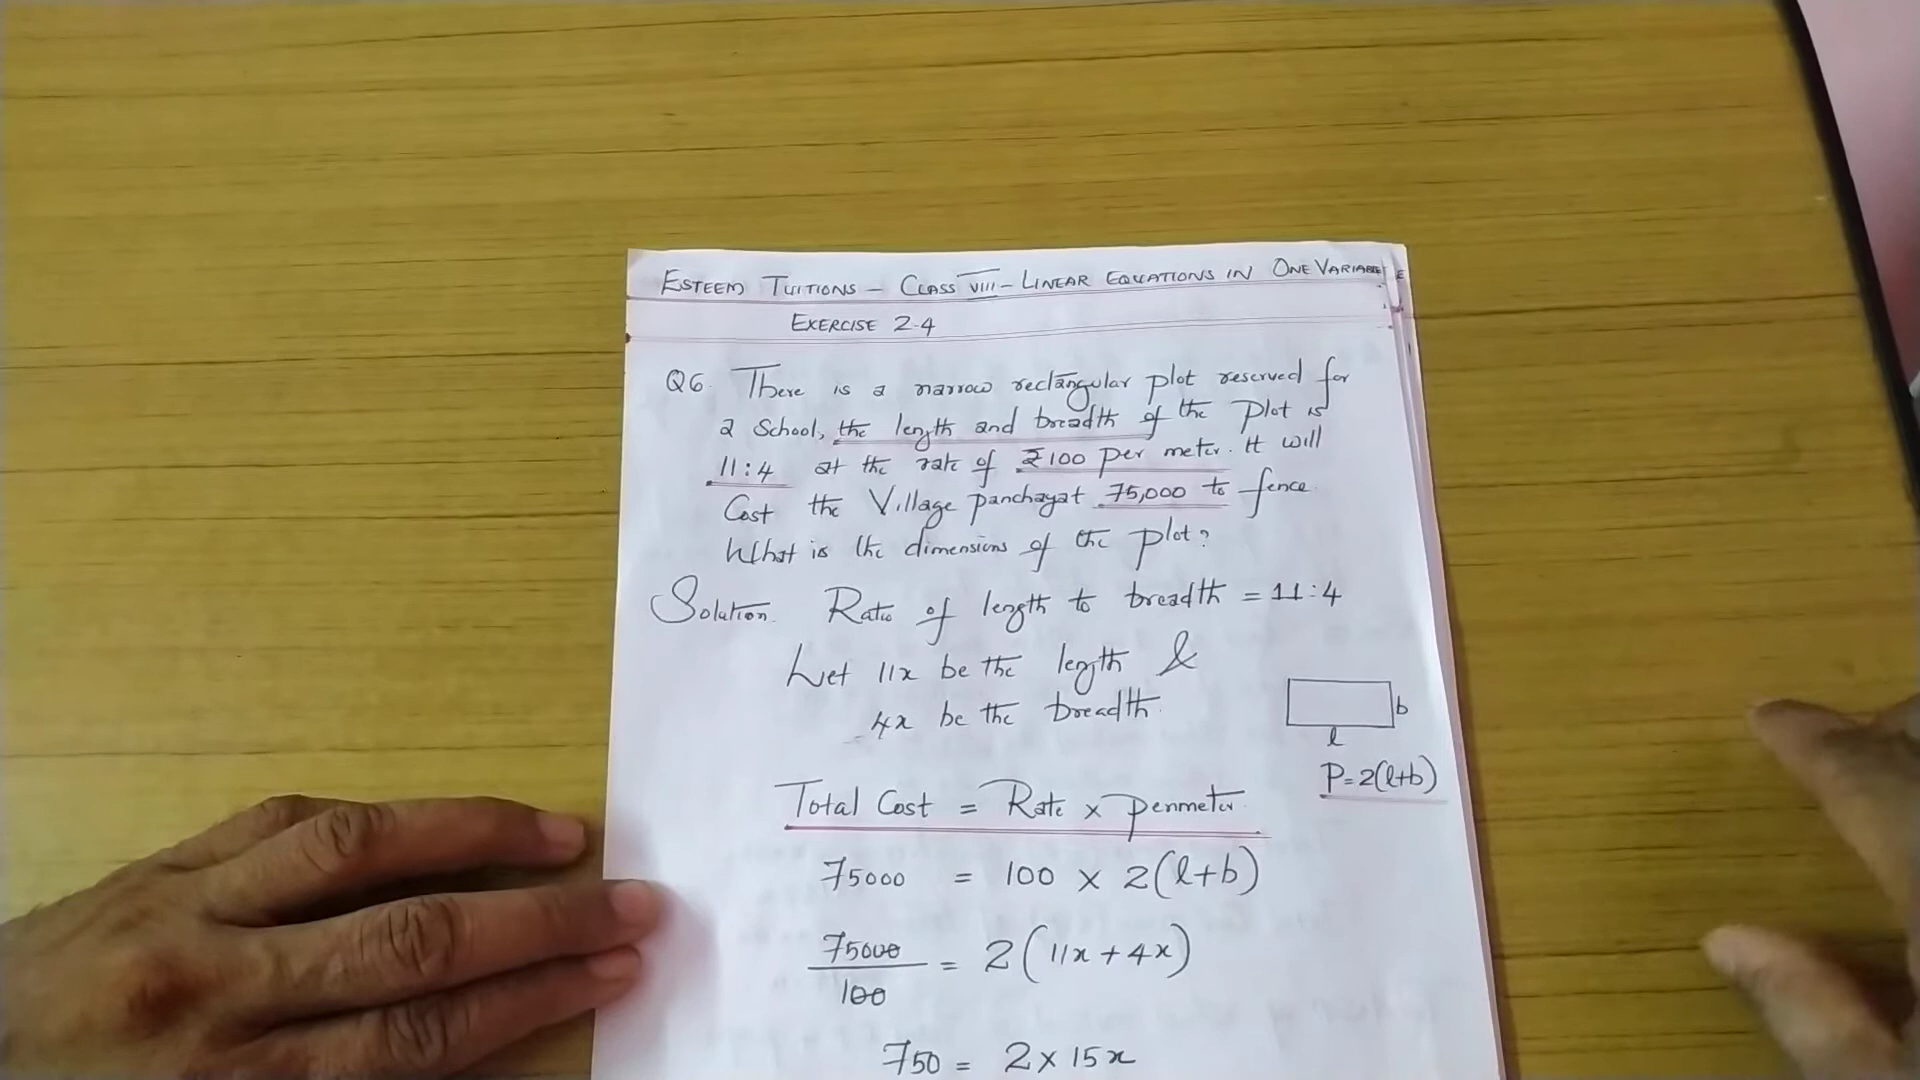 ESTEEM TUITIONS - CLASS VIII - LINEAR EQUATIONS IN ONE VARIABLE
EXERCISE 2.4
Q6. There is a narrow rectangular plot reserved for
a School, the length and breadth of the plot is
11:4 at the rate of ₹100 per meter. It will
Cost the Village panchayat 75,000 to fence.
What is the dimensions of the plot?
Solution. Ratio of length to breadth = 11:4
Let 11x be the length &
4x be the breadth.
b
l
P=2(l+b)
Total Cost = Rate x perimeter
75000 = 100 x 2(l+b)
75000/100 = 2(11x+4x)
750 = 2 x 15x